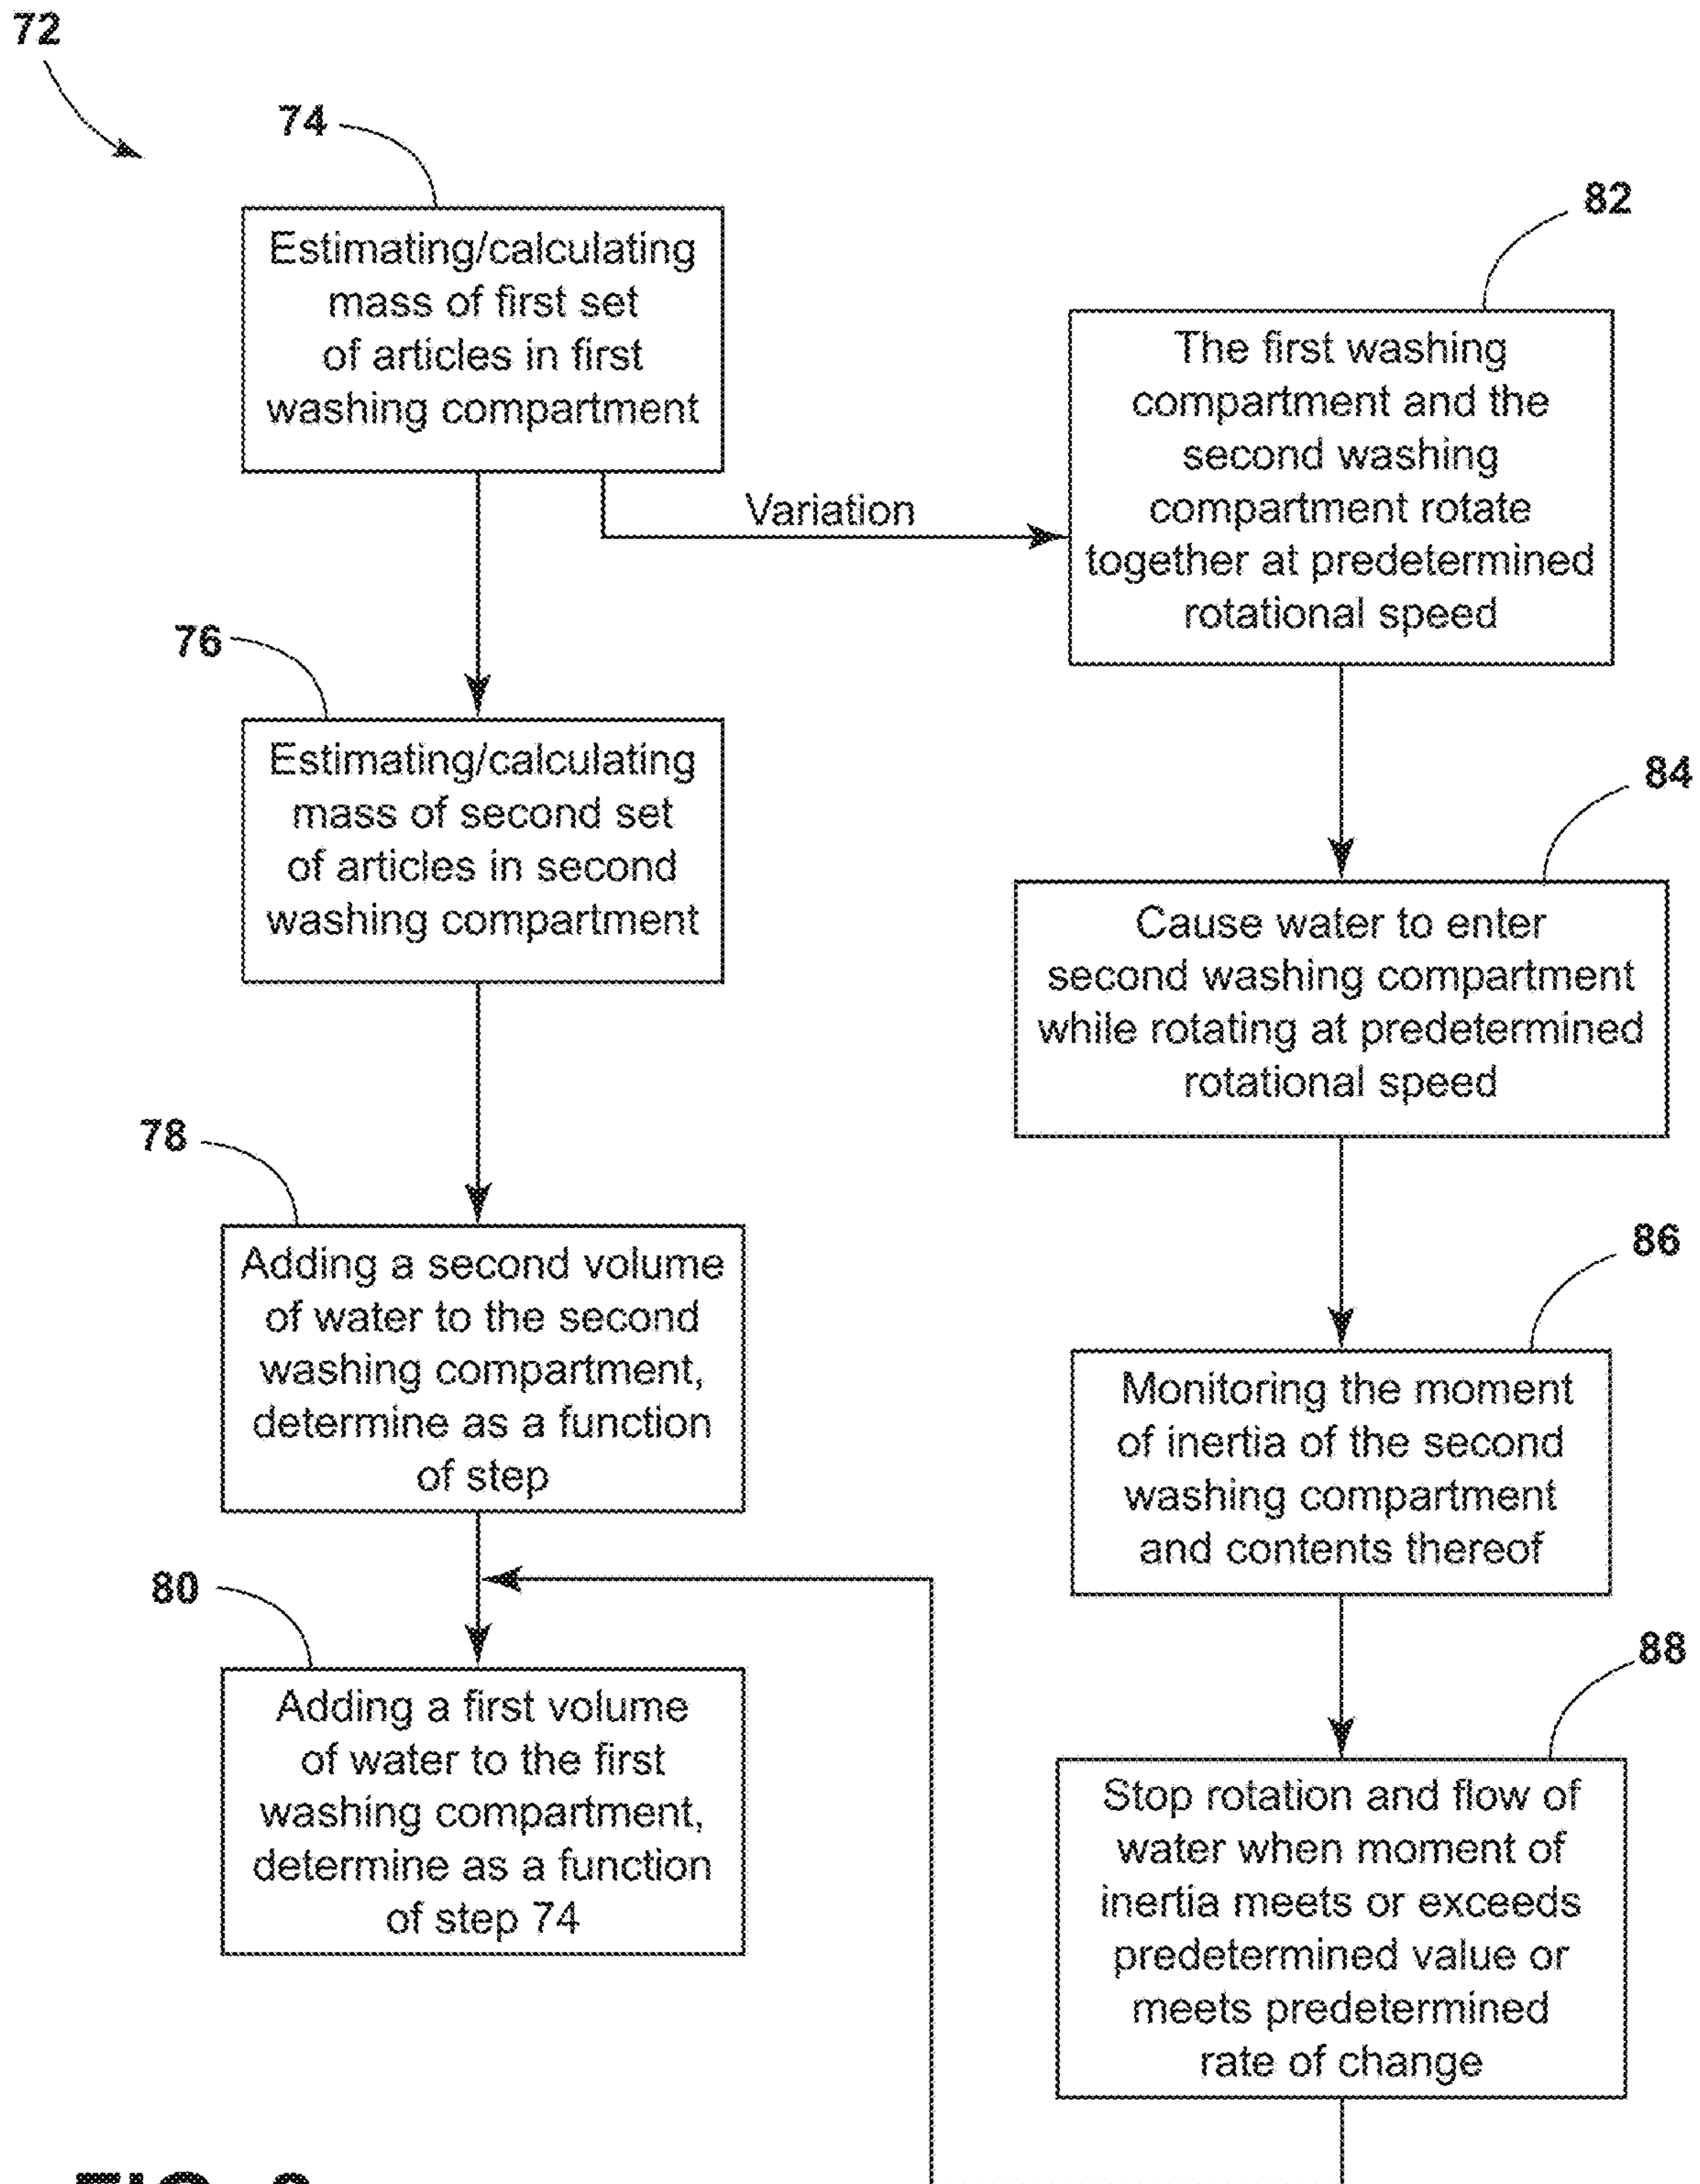 72
74
Estimating/calculating
mass of first set
of articles in first
washing compartment
Variation
82
The first washing
compartment and the
second washing
compartment rotate
together at predetermined
rotational speed
76
Estimating/calculating
mass of second set
of articles in second
washing compartment
84
Cause water to enter
second washing compartment
while rotating at predetermined
rotational speed
78
Adding a second volume
of water to the second
washing compartment,
determine as a function
of step
86
Monitoring the moment
of inertia of the second
washing compartment
and contents thereof
80
Adding a first volume
of water to the first
washing compartment,
determine as a function
of step 74
88
Stop rotation and flow of
water when moment of
inertia meets or exceeds
predetermined value or
meets predetermined
rate of change